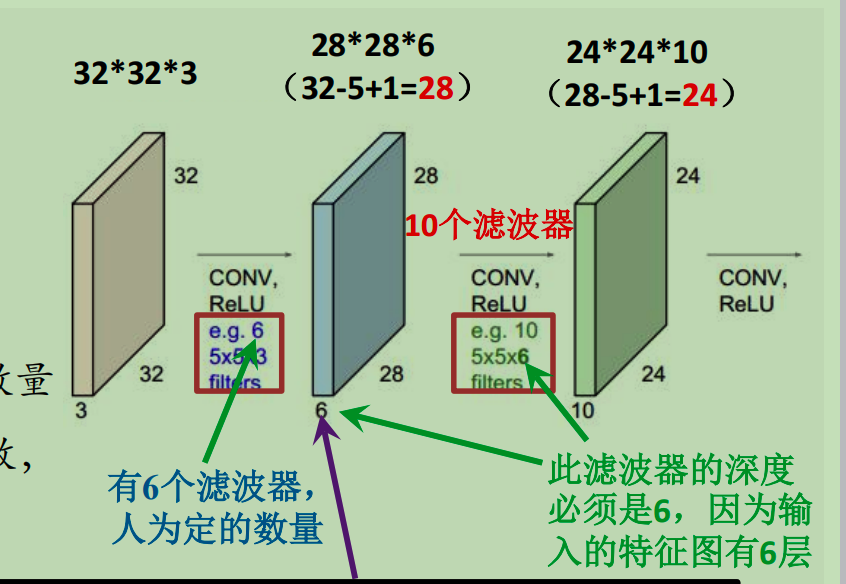 32*32*3
28*28*6
（32-5+1=28）
24*24*10
（28-5+1=24）
32
28
24
10个滤波器
CONV,
ReLU
e.g. 6
5x5x3
filters
CONV,
ReLU
e.g. 10
5x5x6
filters
CONV,
ReLU
32
28
24
3
6
10
数量
数，
有6个滤波器，
人为定的数量
此滤波器的深度
必须是6，因为输
入的特征图有6层